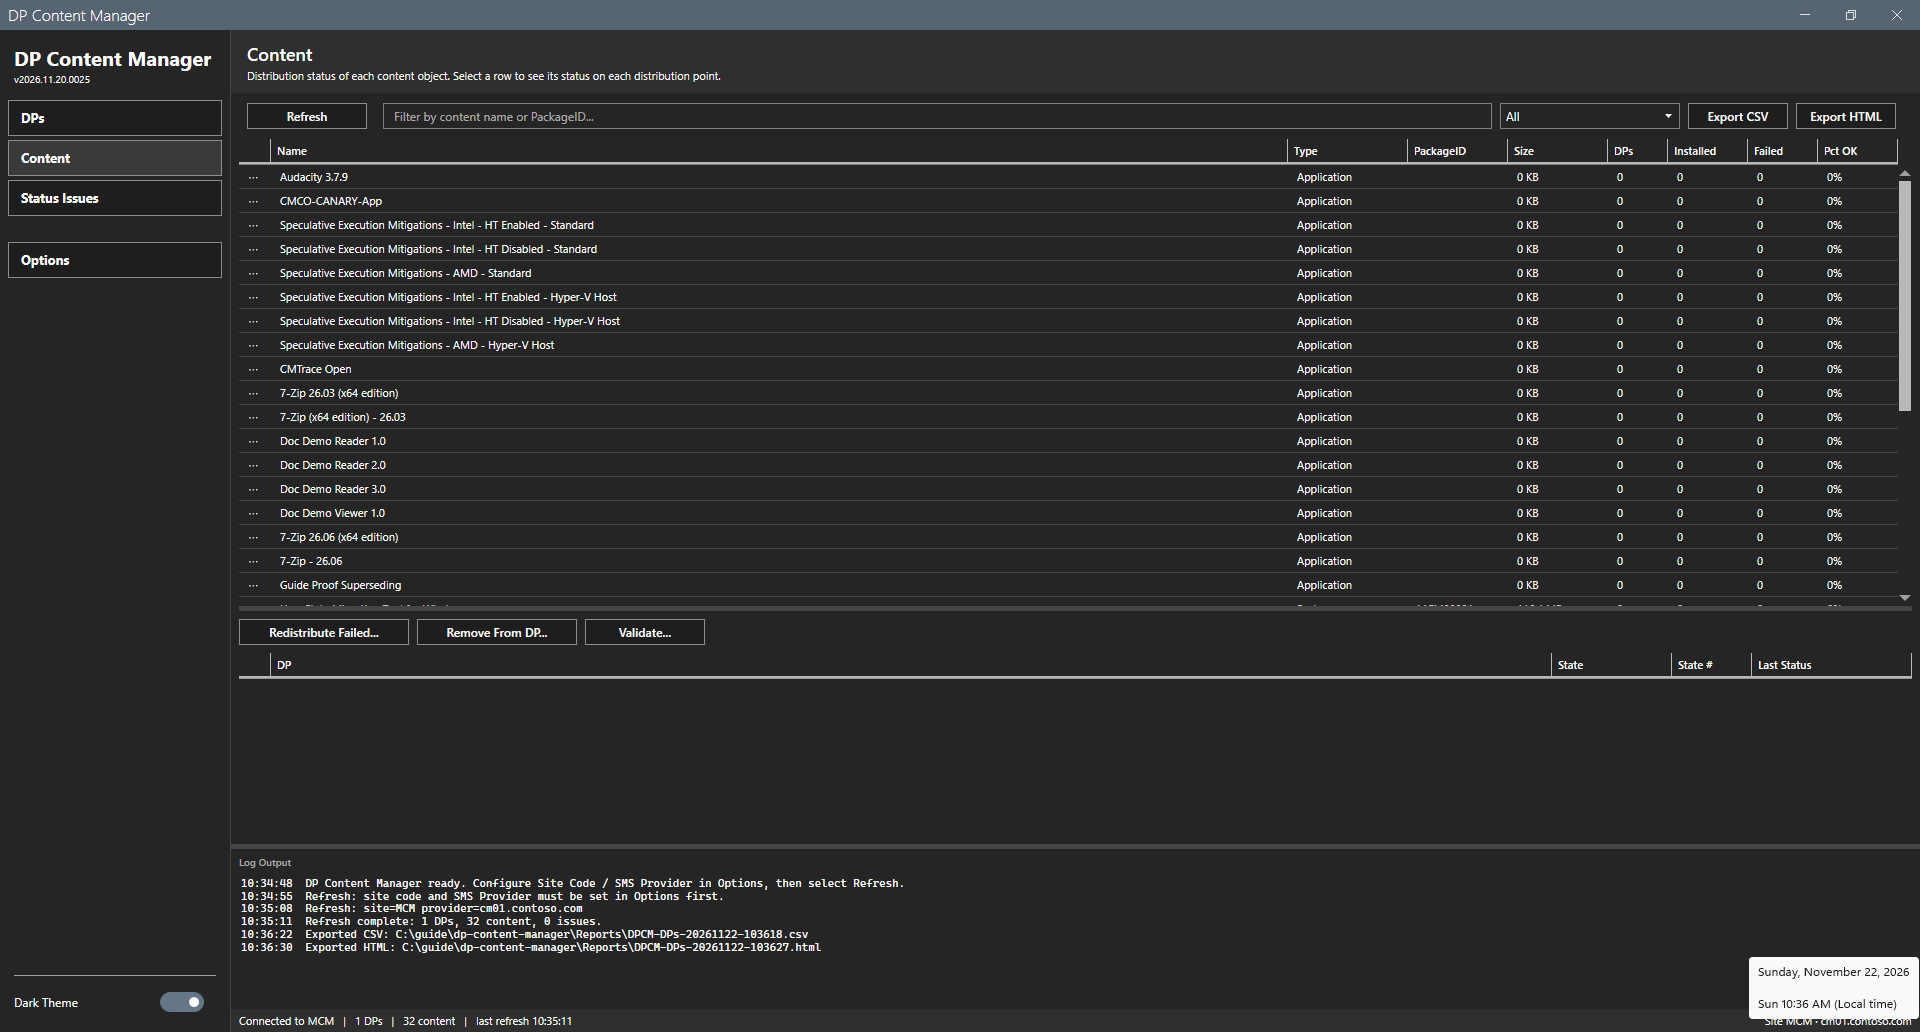 DP Content Manager
DP Content Manager
v2026.11.20.0025
DPs
Content
Status Issues
Options
Dark Theme
Content
Distribution status of each content object. Select a row to see its status on each distribution point.
Refresh
Filter by content name or PackageID...
All
Export CSV
Export HTML
Name Type PackageID Size DPs Installed Failed Pct OK
... Audacity 3.7.9 Application 0 KB 0 0 0 0%
... CMCO-CANARY-App Application 0 KB 0 0 0 0%
... Speculative Execution Mitigations - Intel - HT Enabled - Standard Application 0 KB 0 0 0 0%
... Speculative Execution Mitigations - Intel - HT Disabled - Standard Application 0 KB 0 0 0 0%
... Speculative Execution Mitigations - AMD - Standard Application 0 KB 0 0 0 0%
... Speculative Execution Mitigations - Intel - HT Enabled - Hyper-V Host Application 0 KB 0 0 0 0%
... Speculative Execution Mitigations - Intel - HT Disabled - Hyper-V Host Application 0 KB 0 0 0 0%
... Speculative Execution Mitigations - AMD - Hyper-V Host Application 0 KB 0 0 0 0%
... CMTrace Open Application 0 KB 0 0 0 0%
... 7-Zip 26.03 (x64 edition) Application 0 KB 0 0 0 0%
... 7-Zip (x64 edition) - 26.03 Application 0 KB 0 0 0 0%
... Doc Demo Reader 1.0 Application 0 KB 0 0 0 0%
... Doc Demo Reader 2.0 Application 0 KB 0 0 0 0%
... Doc Demo Reader 3.0 Application 0 KB 0 0 0 0%
... Doc Demo Viewer 1.0 Application 0 KB 0 0 0 0%
... 7-Zip 26.06 (x64 edition) Application 0 KB 0 0 0 0%
... 7-Zip - 26.06 Application 0 KB 0 0 0 0%
... Guide Proof Superseding Application 0 KB 0 0 0 0%
Redistribute Failed...
Remove From DP...
Validate...
DP State State # Last Status
Log Output
10:34:48 DP Content Manager ready. Configure Site Code / SMS Provider in Options, then select Refresh.
10:34:55 Refresh: site code and SMS Provider must be set in Options first.
10:35:08 Refresh: site=MCM provider=cm01.contoso.com
10:35:11 Refresh complete: 1 DPs, 32 content, 0 issues.
10:36:22 Exported CSV: C:\guide\dp-content-manager\Reports\DPCM-DPs-20261122-103618.csv
10:36:30 Exported HTML: C:\guide\dp-content-manager\Reports\DPCM-DPs-20261122-103627.html
Sunday, November 22, 2026
Sun 10:36 AM (Local time)
Connected to MCM | 1 DPs | 32 content | last refresh 10:35:11
Site MCM · cm01.contoso.com